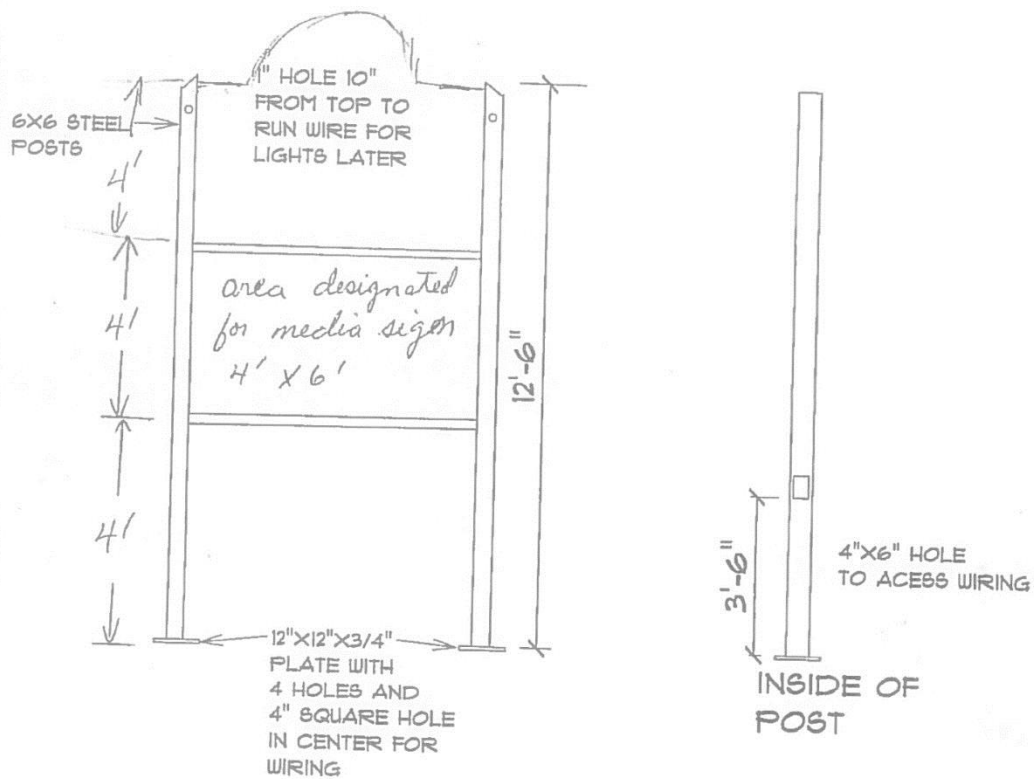 1" HOLE 10"
FROM TOP TO
RUN WIRE FOR
LIGHTS LATER
6X6 STEEL
POSTS
4'
area designated
for media sign
4' X 6'
4'
12'-6"
4'
12"X12"X3/4"
PLATE WITH
4 HOLES AND
4" SQUARE HOLE
IN CENTER FOR
WIRING
3'-6"
4"X6" HOLE
TO ACESS WIRING
INSIDE OF
POST